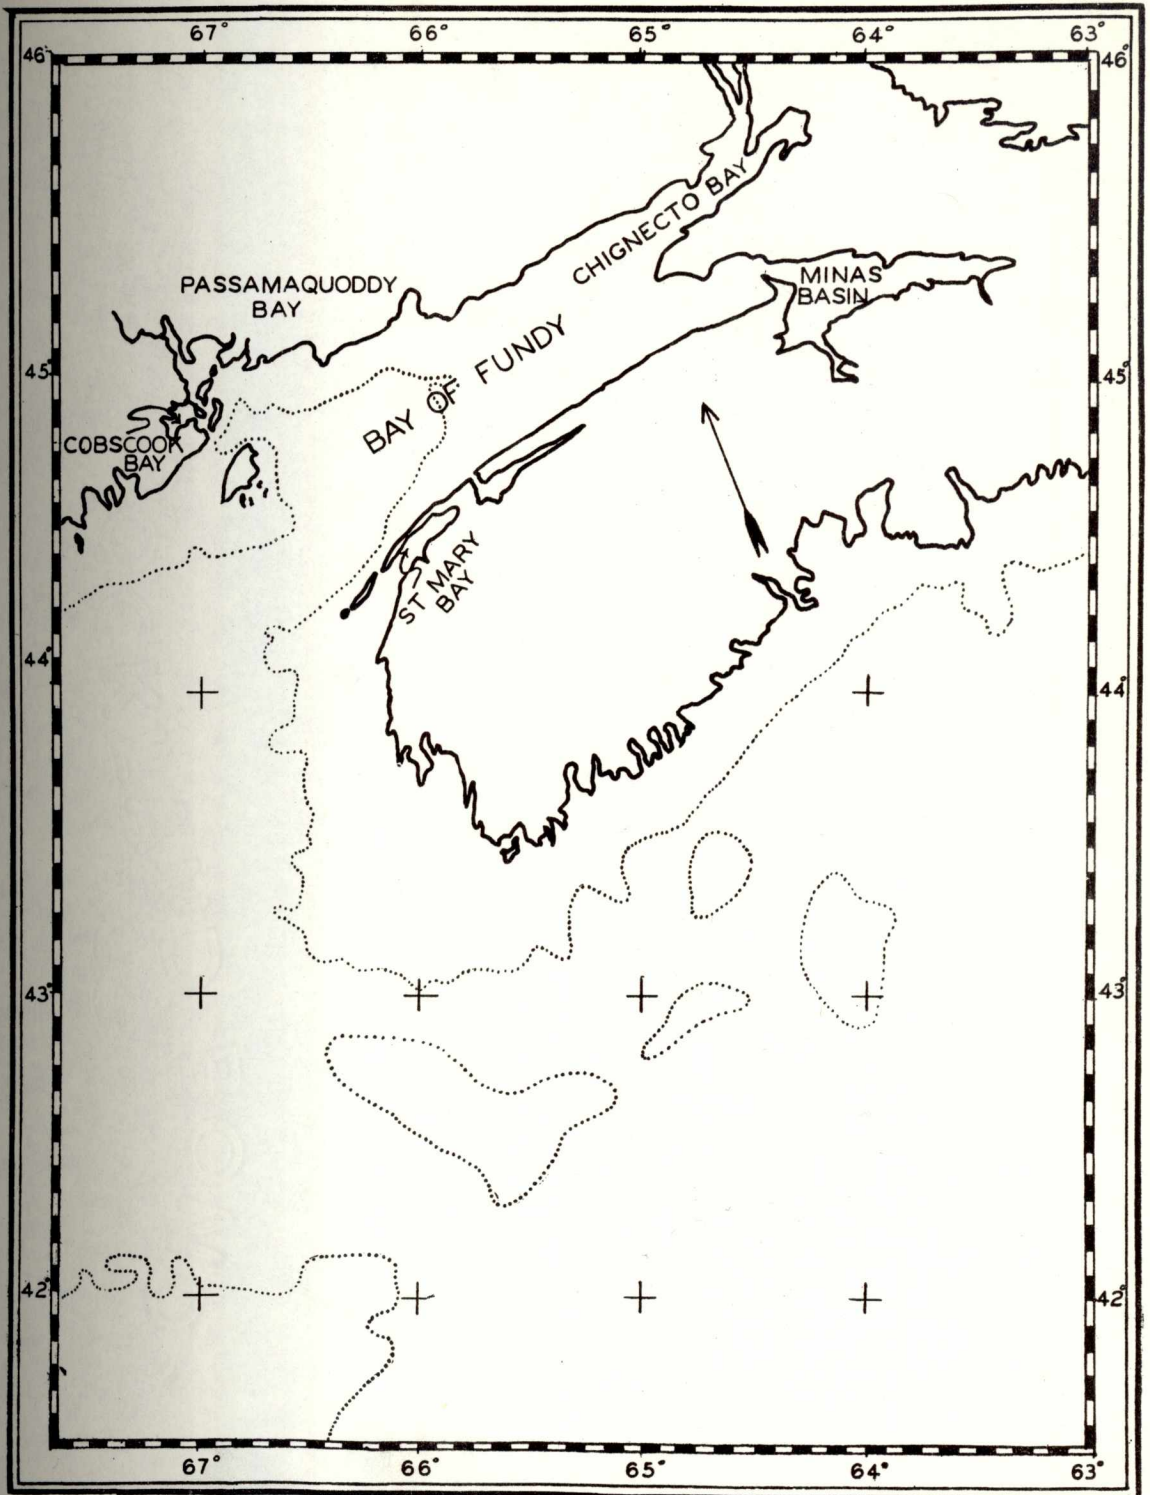 67° 66° 65° 64° 63°
46° 46°
CHIGNECTO BAY
MINAS
BASIN
PASSAMAQUODDY
BAY
BAY OF FUNDY
45° 45°
COBSCOOK
BAY
ST MARY
BAY
44° 44°
43° 43°
42° 42°
67° 66° 65° 64° 63°